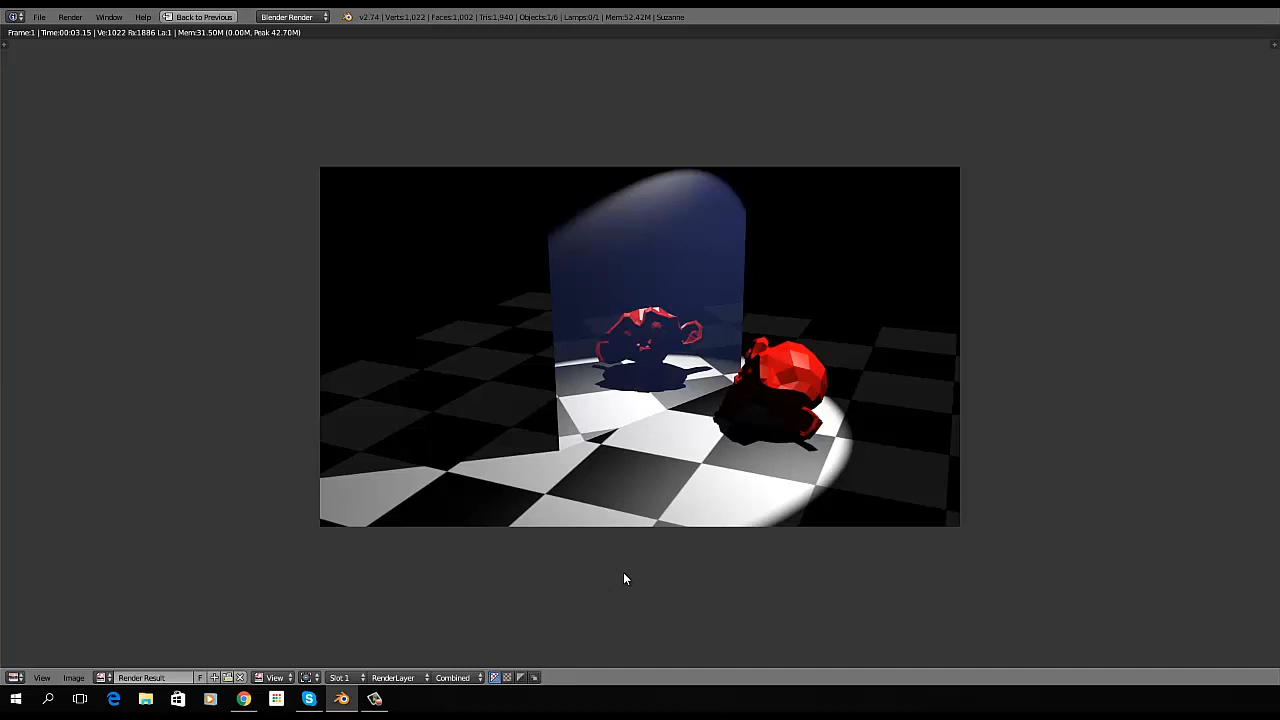 File Render Window Help Back to Previous Blender Render v2.74 | Verts:1,022 | Faces:1,002 | Tris:1,940 | Objects:1/6 | Lamps:0/1 | Mem:52.42M | Suzanne
Frame:1 | Time:00:03.15 | Ve:1022 Rx:1886 La:1 | Mem:31.50M (0.00M, Peak 42.70M)
View Image Render Result F View Slot 1 RenderLayer Combined